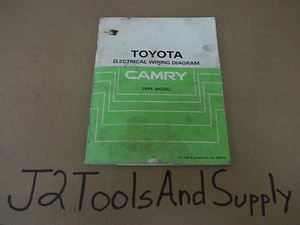 TOYOTA
ELECTRICAL WIRING DIAGRAM
CAMRY
1984 MODEL
J2ToolsAndSupply